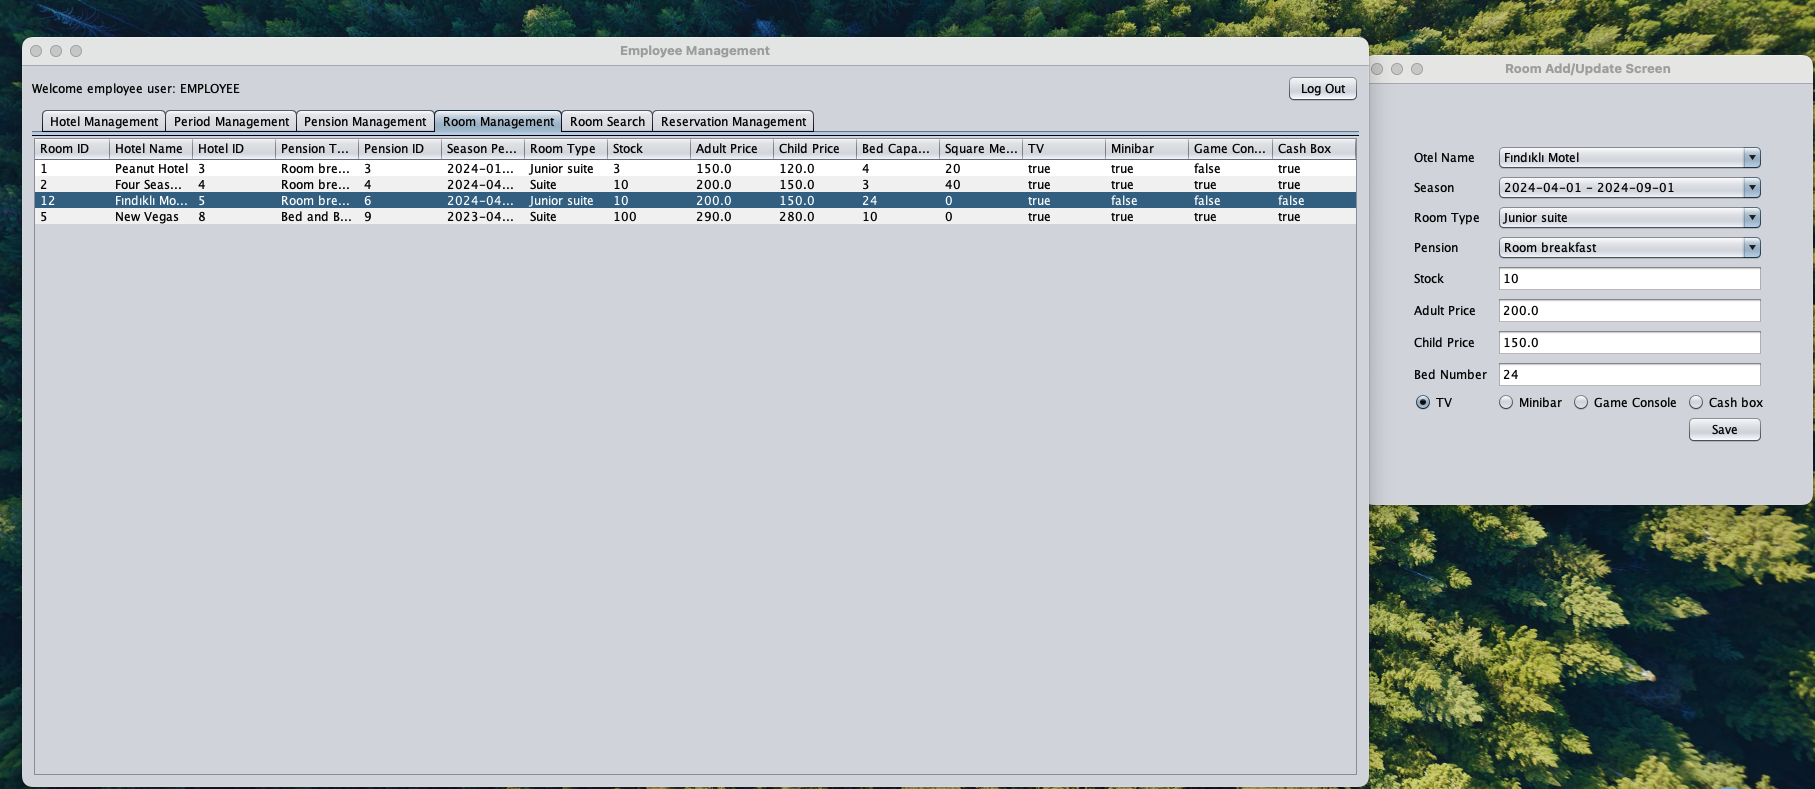 Employee Management
Welcome employee user: EMPLOYEE
Log Out
Hotel Management Period Management Pension Management Room Management Room Search Reservation Management
Room ID Hotel Name Hotel ID Pension T... Pension ID Season Pe... Room Type Stock Adult Price Child Price Bed Capa... Square Me... TV Minibar Game Con... Cash Box
1 Peanut Hotel 3 Room bre... 3 2024-01... Junior suite 3 150.0 120.0 4 20 true true false true
2 Four Seas... 4 Room bre... 4 2024-04... Suite 10 200.0 150.0 3 40 true true true true
12 Fındıklı Mo... 5 Room bre... 6 2024-04... Junior suite 10 200.0 150.0 24 0 true false false false
5 New Vegas 8 Bed and B... 9 2023-04... Suite 100 290.0 280.0 10 0 true true true true
Room Add/Update Screen
Otel Name Fındıklı Motel
Season 2024-04-01 - 2024-09-01
Room Type Junior suite
Pension Room breakfast
Stock 10
Adult Price 200.0
Child Price 150.0
Bed Number 24
TV Minibar Game Console Cash box
Save